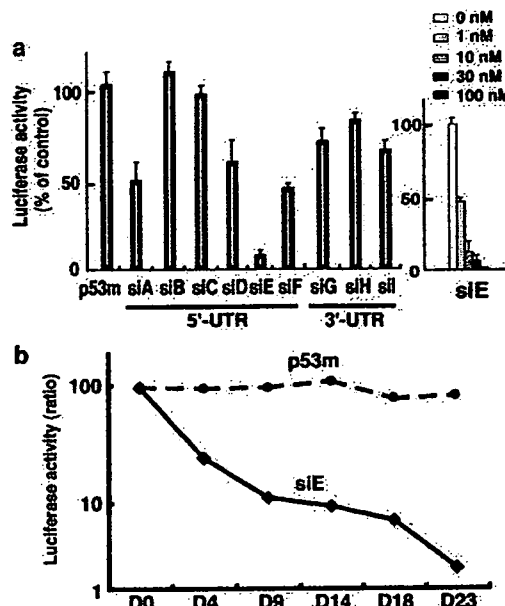 a
0 nM
1 nM
10 nM
30 nM
100 nM
Luciferase activity
(% of control)
100
50
0
p53m siA siB siC siD siE siF siG siH siI
5'-UTR 3'-UTR
100
50
0
siE
b
Luciferase activity (ratio)
100
10
1
p53m
siE
D0 D4 D9 D14 D18 D23